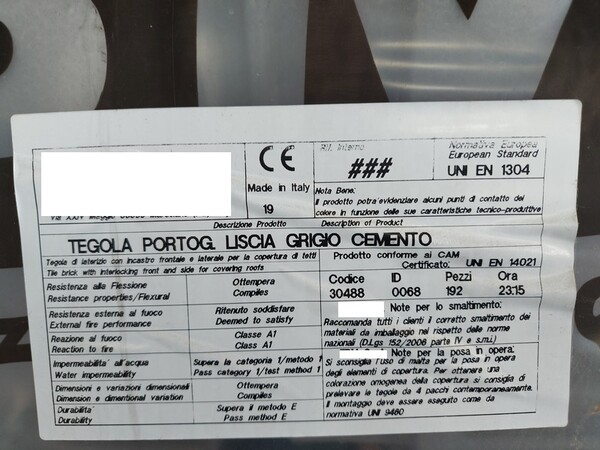 Via XXIV Maggio
CE
Made in Italy
19
Rif. Interno
###
Normativa Europea
European Standard
UNI EN 1304
Nota Bene:
Il prodotto potra' evidenziare alcuni punti di contatto del
colore in funzione delle sue caratteristiche tecnico-produttive
Descrizione Prodotto Description of Product
TEGOLA PORTOG. LISCIA GRIGIO CEMENTO
Tegola di laterizio con incastro frontale e laterale per la copertura di tetti
Tile brick with interlocking front and side for covering roofs
Resistenza alla Flessione
Resistance properties/Flexural
Ottempera
Compiles
Resistenza esterna al fuoco
External fire performance
Ritenuto soddisfare
Deemed to satisfy
Reazione al fuoco
Reaction to fire
Classe A1
Class A1
Impermeabilita' all'acqua
Water impermeability
Supera la categoria 1/metodo 1
Pass category 1/test method 1
Dimensioni e variazioni dimensionali
Dimension e dimentional variation
Ottempera
Compiles
Durabilita'
Durability
Supera il metodo E
Pass method E
Prodotto conforme ai CAM
Certificato: UNI EN 14021
Codice ID Pezzi Ora
30488 0068 192 23:15
Note per lo smaltimento:
Raccomanda tutti i clienti il corretto smaltimento dei
materiali da imballaggio nel rispetto delle norme
nazionali (D.Lgs 152/2006 parte IV e s.m.i.)
Note per la posa in opera:
Si sconsiglia l'uso di malta per la posa in opera
degli elementi di copertura. Per ottenere una
colorazione omogenea della copertura si consiglia di
prelevare le tegole da 4 pacchi contemporaneamente.
Il montaggio deve essere eseguito come da
normativa UNI 9460